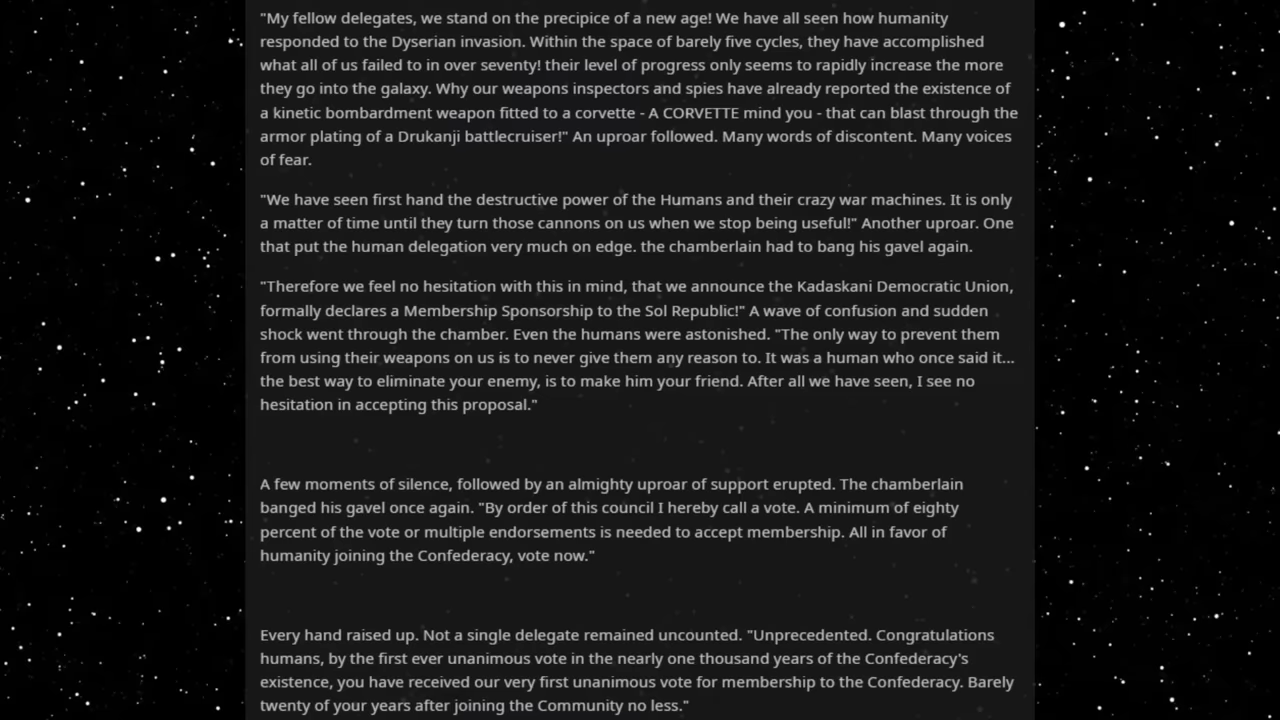 "My fellow delegates, we stand on the precipice of a new age! We have all seen how humanity
responded to the Dyserian invasion. Within the space of barely five cycles, they have accomplished
what all of us failed to in over seventy! their level of progress only seems to rapidly increase the more
they go into the galaxy. Why our weapons inspectors and spies have already reported the existence of
a kinetic bombardment weapon fitted to a corvette - A CORVETTE mind you - that can blast through the
armor plating of a Drukanji battlecruiser!" An uproar followed. Many words of discontent. Many voices
of fear.
"We have seen first hand the destructive power of the Humans and their crazy war machines. It is only
a matter of time until they turn those cannons on us when we stop being useful!" Another uproar. One
that put the human delegation very much on edge. the chamberlain had to bang his gavel again.
"Therefore we feel no hesitation with this in mind, that we announce the Kadaskani Democratic Union,
formally declares a Membership Sponsorship to the Sol Republic!" A wave of confusion and sudden
shock went through the chamber. Even the humans were astonished. "The only way to prevent them
from using their weapons on us is to never give them any reason to. It was a human who once said it...
the best way to eliminate your enemy, is to make him your friend. After all we have seen, I see no
hesitation in accepting this proposal."
A few moments of silence, followed by an almighty uproar of support erupted. The chamberlain
banged his gavel once again. "By order of this council I hereby call a vote. A minimum of eighty
percent of the vote or multiple endorsements is needed to accept membership. All in favor of
humanity joining the Confederacy, vote now."
Every hand raised up. Not a single delegate remained uncounted. "Unprecedented. Congratulations
humans, by the first ever unanimous vote in the nearly one thousand years of the Confederacy's
existence, you have received our very first unanimous vote for membership to the Confederacy. Barely
twenty of your years after joining the Community no less."